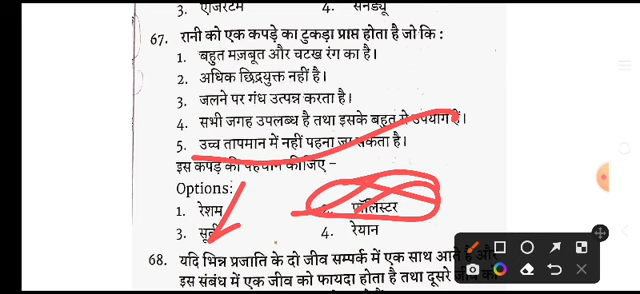 3. एजिरेटम 4. सेनेड्यू
67. रानी को एक कपड़े का टुकड़ा प्राप्त होता है जो कि :
1. बहुत मज़बूत और चटख रंग का है।
2. अधिक छिद्रयुक्त नहीं है।
3. जलने पर गंध उत्पन्न करता है।
4. सभी जगह उपलब्ध है तथा इसके बहुत से उपयोग हैं।
5. उच्च तापमान में नहीं पहना जा सकता है।
इस कपड़े की पहचान कीजिए –
Options:
1. रेशम 2. पॉलिस्टर
3. सूती 4. रेयान
68. यदि भिन्न प्रजाति के दो जीव सम्पर्क में एक साथ आते हैं और
इस संबंध में एक जीव को फायदा होता है तथा दूसरे जीव को